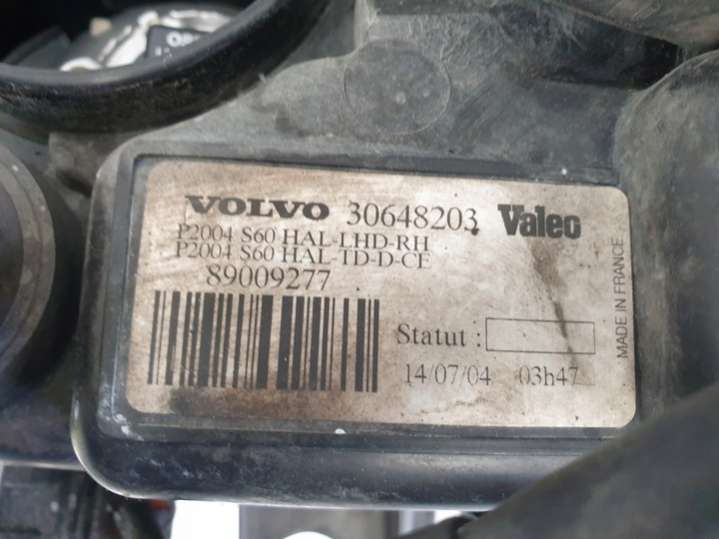 VOLVO 30648203 Valeo
P2004 S60 HAL-LHD-RH
P2004 S60 HAL-TD-D-CE
89009277
Statut :
14/07/04 03h47
MADE IN FRANCE